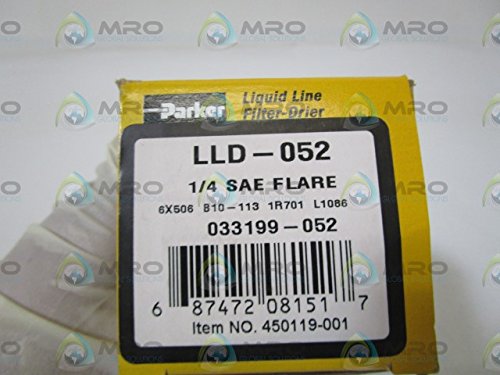 Parker
Liquid Line
Filter-Drier
LLD-052
1/4 SAE FLARE
6X506 B10-113 1R701 L1086
033199-052
6 87472 08151 7
Item NO. 450119-001
MRO